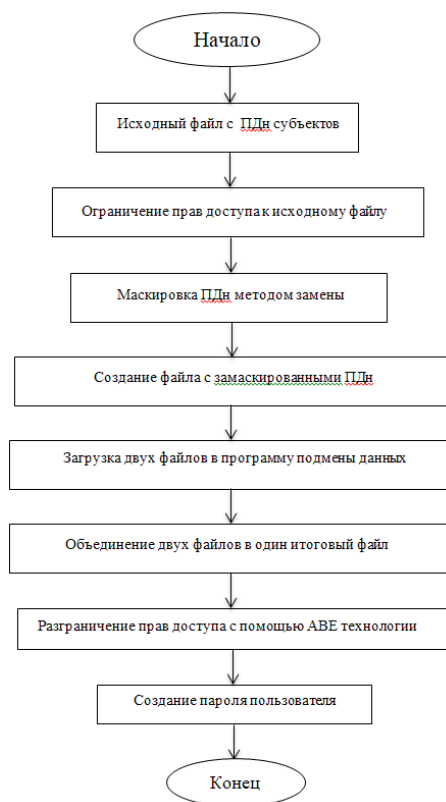 Начало
Исходный файл с ПДн субъектов
Ограничение прав доступа к исходному файлу
Маскировка ПДн методом замены
Создание файла с замаскированными ПДн
Загрузка двух файлов в программу подмены данных
Объединение двух файлов в один итоговый файл
Разграничение прав доступа с помощью ABE технологии
Создание пароля пользователя
Конец